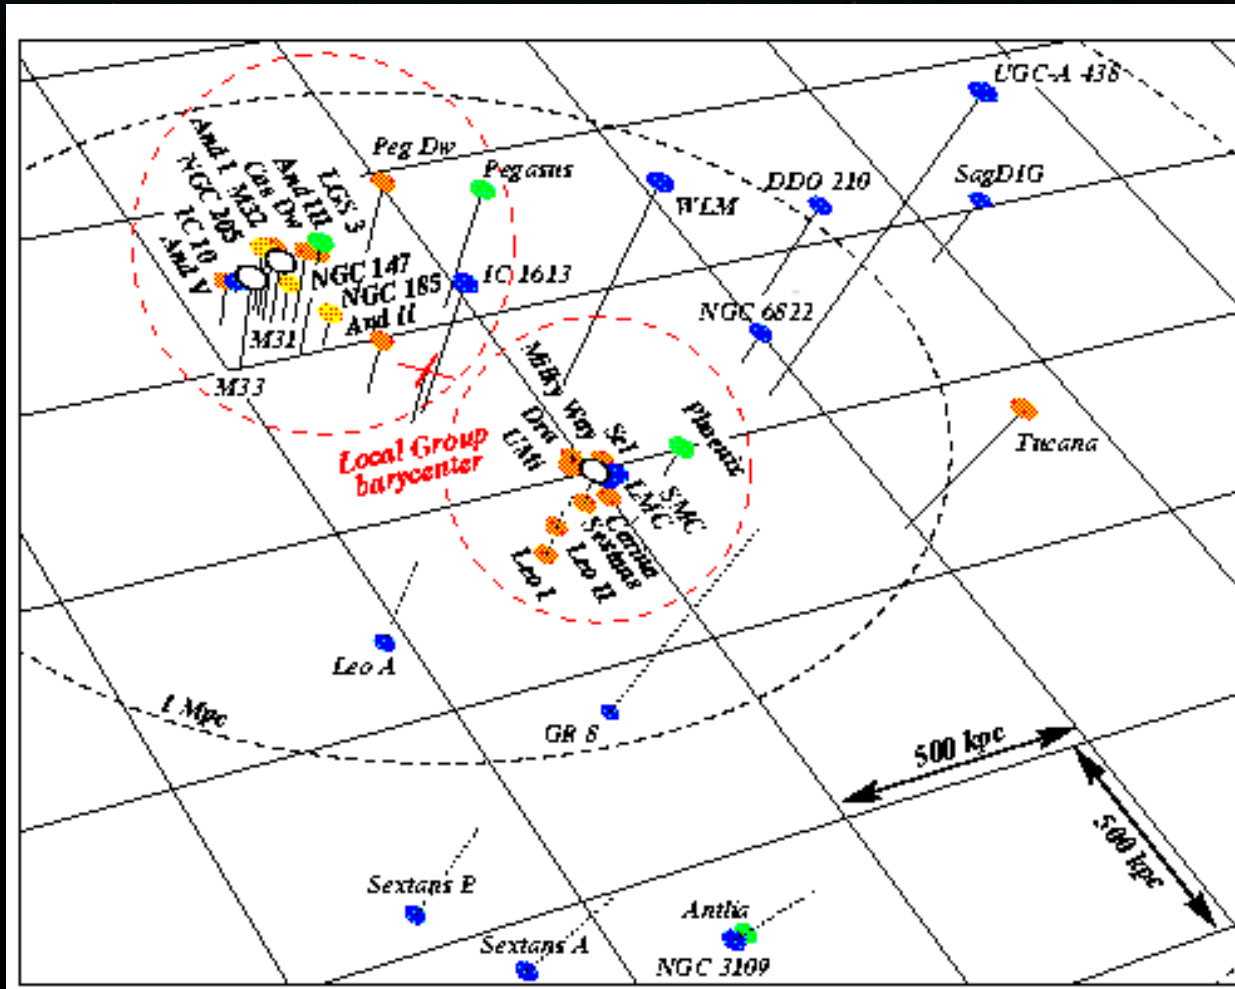 UGC-A 438
And I
NGC 205
IC 10
And V
M32
Cas Dw
And III
LGS 3
Peg Dw
Pegasus
WLM
DDO 210
SagDIG
NGC 147
NGC 185
And II
IC 1613
NGC 6822
M31
M33
Milky Way
Dra
UMi
Scl
Phoenix
Tucana
Local Group
barycenter
SMC
LMC
Carina
Sextans
Leo II
Leo I
Leo A
1 Mpc
GR 8
500 kpc
500 kpc
Sextans B
Sextans A
Antlia
NGC 3109